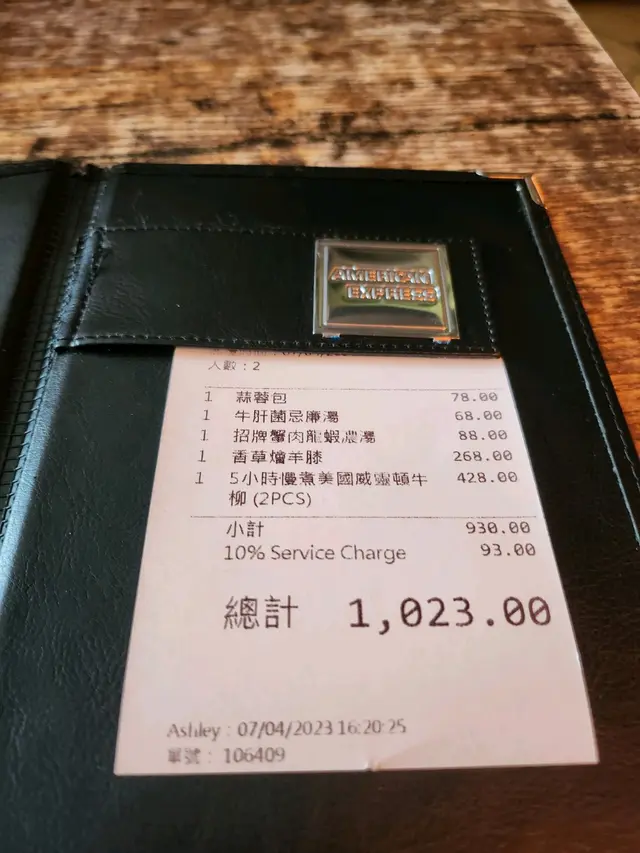 AMERICAN
EXPRESS
人數：2
1 蒜蓉包 78.00
1 牛肝菌忌廉湯 68.00
1 招牌蟹肉龍蝦濃湯 88.00
1 香草燴羊膝 268.00
1 5小時慢煮美國威靈頓牛 428.00
柳 (2PCS)
小計 930.00
10% Service Charge 93.00
總計 1,023.00
Ashley : 07/04/2023 16:20:25
單號： 106409